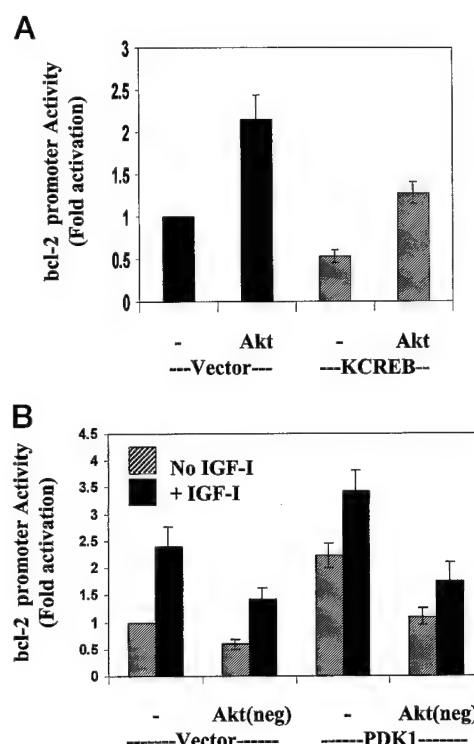 A
bcl-2 promoter Activity
(Fold activation)
3
2.5
2
1.5
1
0.5
0
- Akt - Akt
---Vector--- ---KCREB--
B
bcl-2 promoter Activity
(Fold activation)
4.5
4
3.5
3
2.5
2
1.5
1
0.5
0
No IGF-I
+ IGF-I
- Akt(neg) - Akt(neg)
-------Vector------- ------PDK1-------